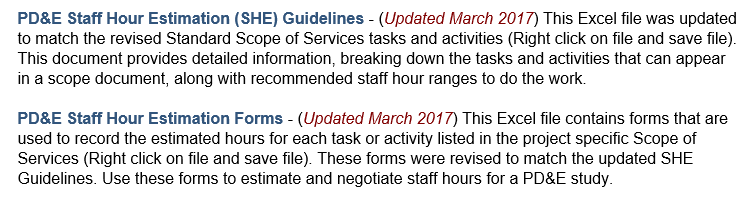 PD&E Staff Hour Estimation (SHE) Guidelines - (Updated March 2017) This Excel file was updated
to match the revised Standard Scope of Services tasks and activities (Right click on file and save file).
This document provides detailed information, breaking down the tasks and activities that can appear
in a scope document, along with recommended staff hour ranges to do the work.
PD&E Staff Hour Estimation Forms - (Updated March 2017) This Excel file contains forms that are
used to record the estimated hours for each task or activity listed in the project specific Scope of
Services (Right click on file and save file). These forms were revised to match the updated SHE
Guidelines. Use these forms to estimate and negotiate staff hours for a PD&E study.